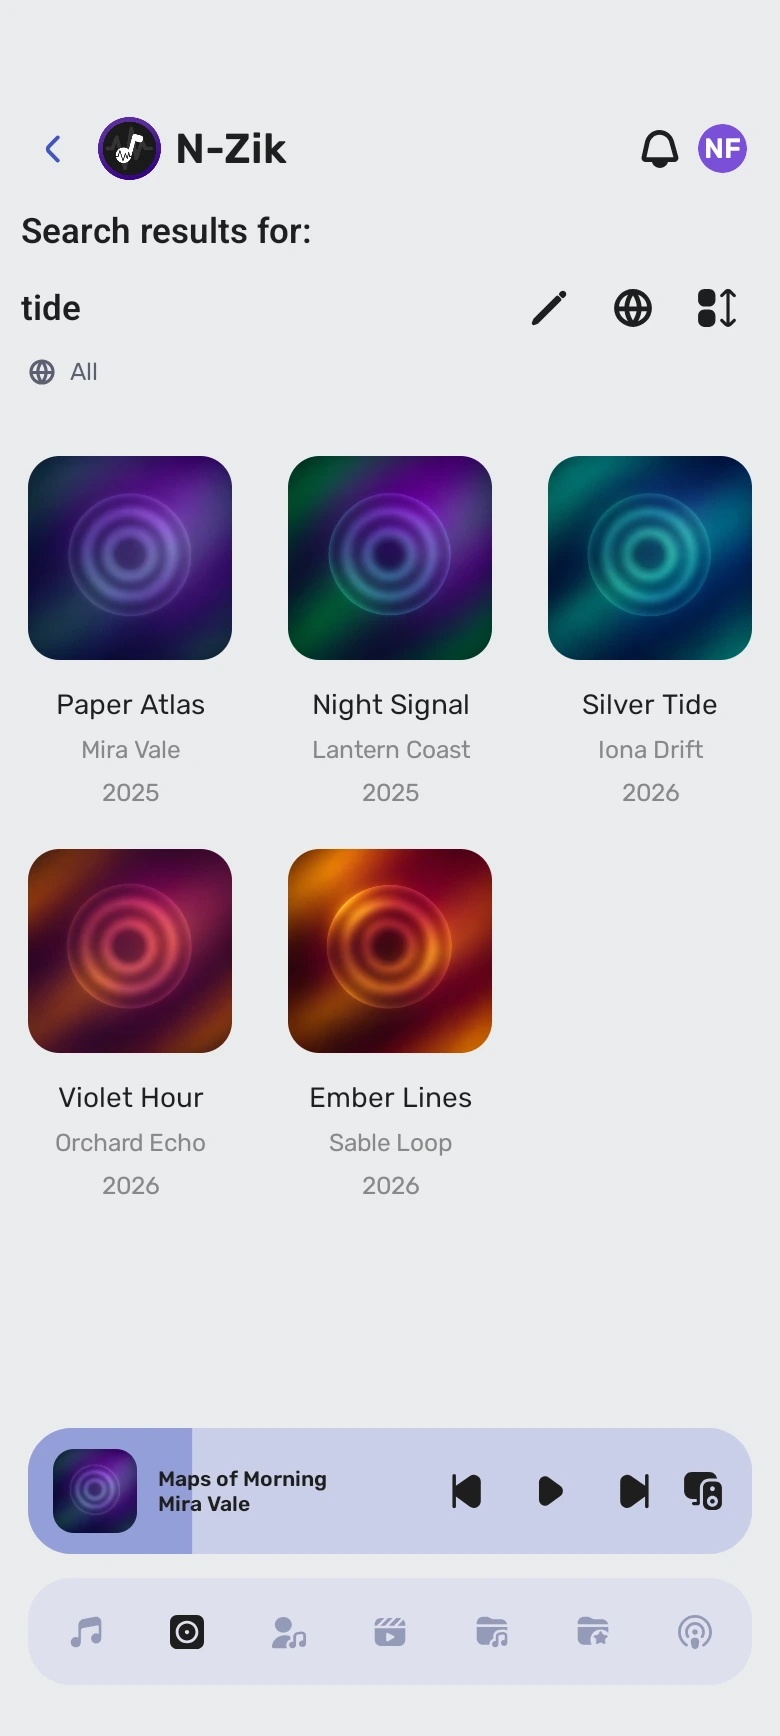 N-Zik
NF
Search results for:
tide
All
Paper Atlas
Mira Vale
2025
Night Signal
Lantern Coast
2025
Silver Tide
Iona Drift
2026
Violet Hour
Orchard Echo
2026
Ember Lines
Sable Loop
2026
Maps of Morning
Mira Vale